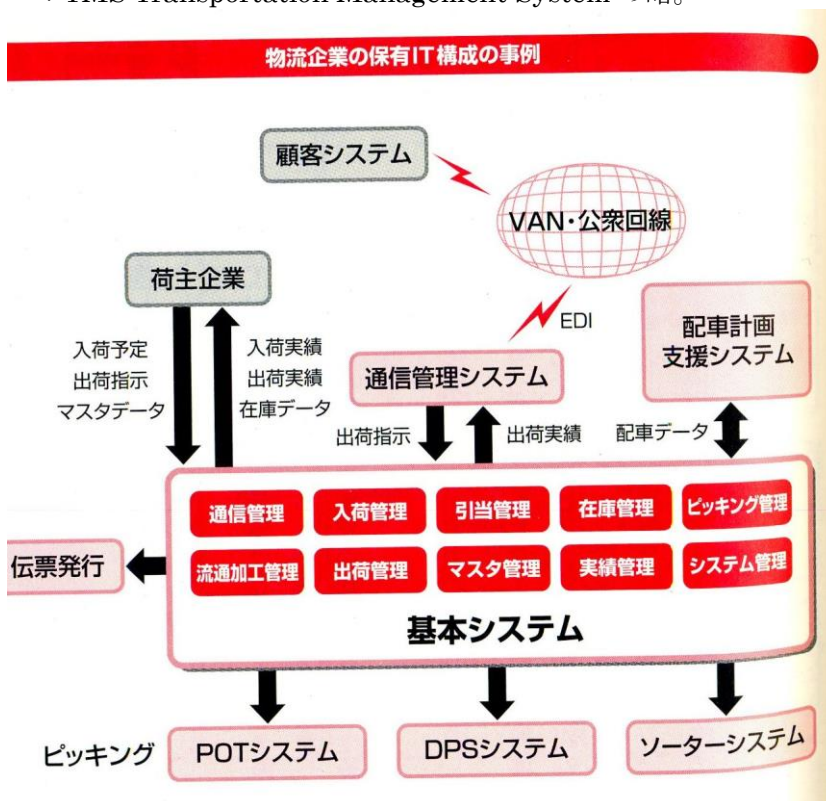 TMS Transportation Management System の略。
物流企業の保有IT構成の事例
顧客システム
VAN・公衆回線
荷主企業
EDI
配車計画
支援システム
入荷予定
出荷指示
マスタデータ
入荷実績
出荷実績
在庫データ
通信管理システム
出荷指示
出荷実績
配車データ
通信管理
入荷管理
引当管理
在庫管理
ピッキング管理
伝票発行
流通加工管理
出荷管理
マスタ管理
実績管理
システム管理
基本システム
ピッキング
POTシステム
DPSシステム
ソーターシステム